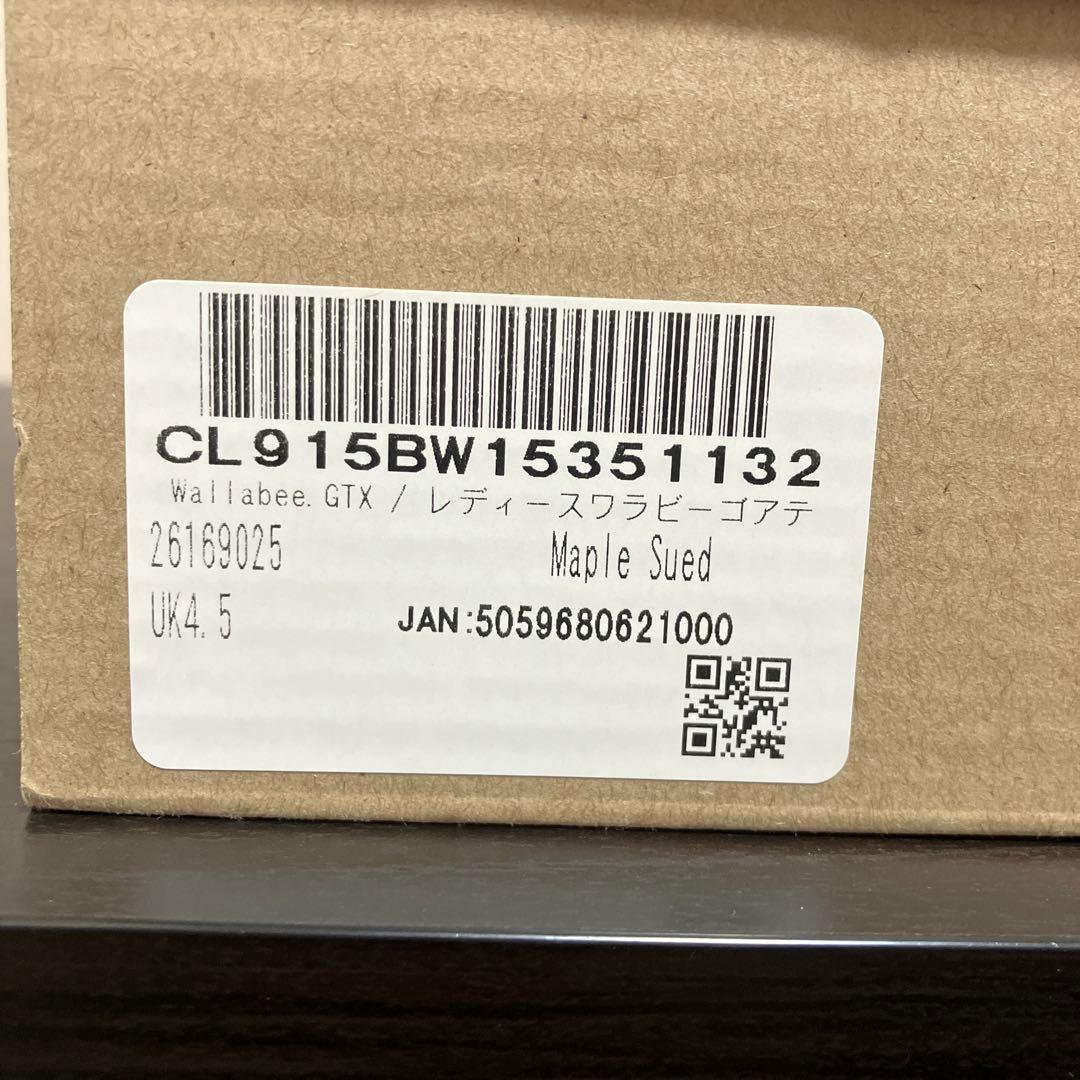 CL915BW15351132
Wallabee. GTX / レディースワラビーゴアテ
26169025 Maple Sued
UK4. 5 JAN:5059680621000